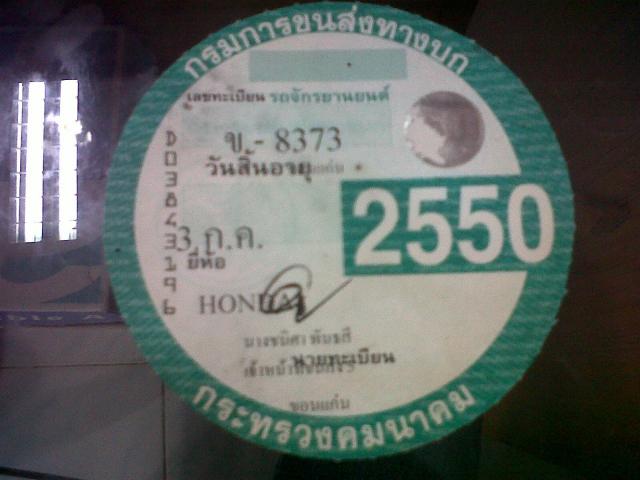 กรมการขนส่งทางบก
เลขทะเบียน รถจักรยานยนต์
ข - 8373
วันสิ้นอายุ
2550
3 ก.ค.
ยี่ห้อ
HONDA
นายทะเบียน
ขอนแก่น
กระทรวงคมนาคม
D03843196